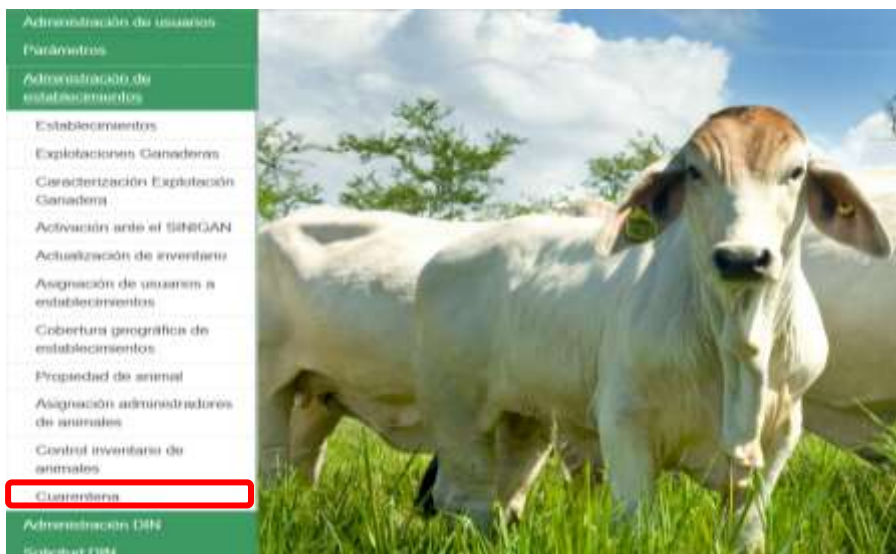 Administración de usuarios
Parámetros
Administración de
establecimientos
Establecimientos
Explotaciones Ganaderas
Caracterización Explotación
Ganadera
Activación ante el SINIGAN
Actualización de inventario
Asignación de usuarios a
establecimientos
Cobertura geográfica de
establecimientos
Propiedad de animal
Asignación administradores
de animales
Control inventario de
animales
Cuarentena
Administración DIN
Solicitud DIN